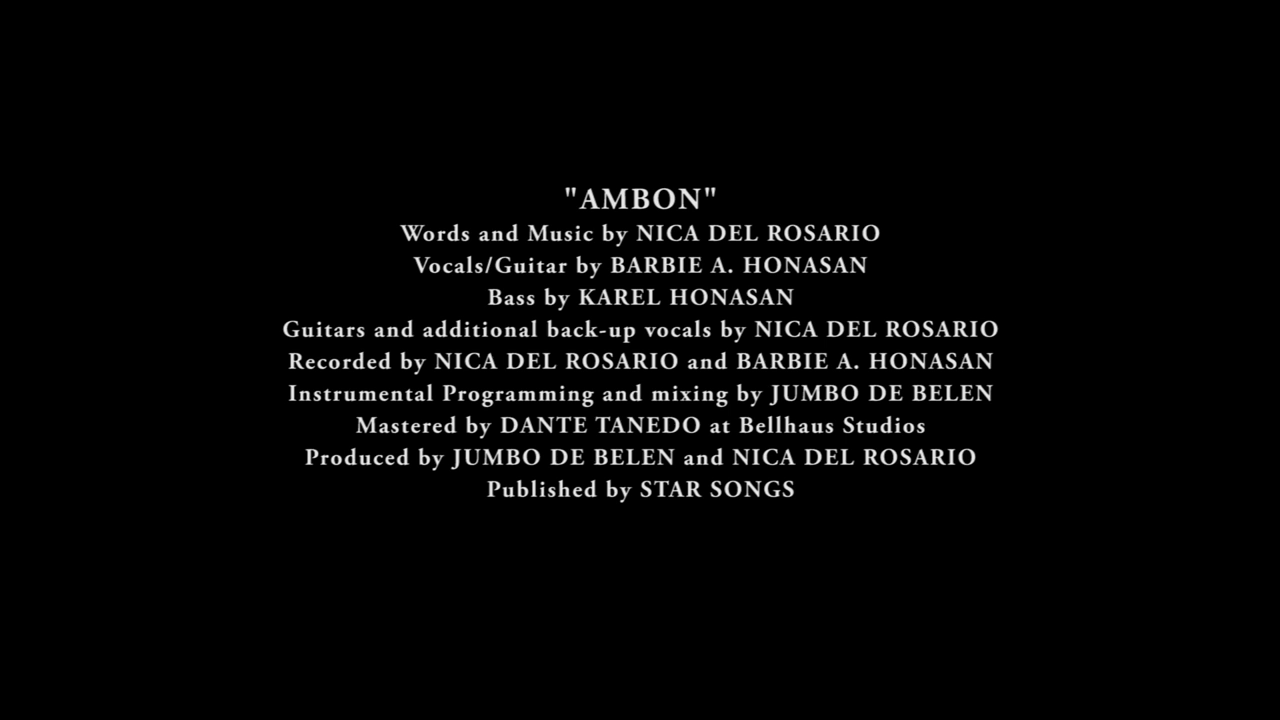 "AMBON"
Words and Music by NICA DEL ROSARIO
Vocals/Guitar by BARBIE A. HONASAN
Bass by KAREL HONASAN
Guitars and additional back-up vocals by NICA DEL ROSARIO
Recorded by NICA DEL ROSARIO and BARBIE A. HONASAN
Instrumental Programming and mixing by JUMBO DE BELEN
Mastered by DANTE TANEDO at Bellhaus Studios
Produced by JUMBO DE BELEN and NICA DEL ROSARIO
Published by STAR SONGS